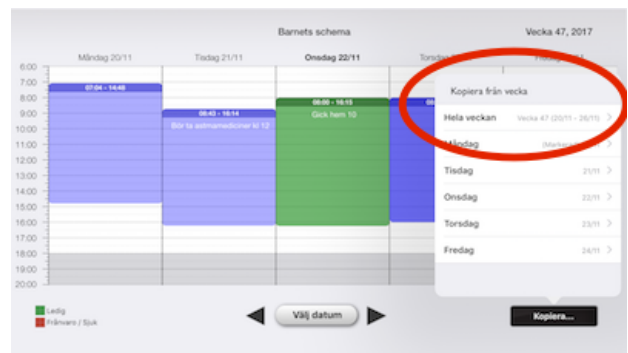 Barnets schema
Vecka 47, 2017
Måndag 20/11
Tisdag 21/11
Onsdag 22/11
6:00
7:00
8:00
9:00
10:00
11:00
12:00
13:00
14:00
15:00
16:00
17:00
18:00
19:00
20:00
07:04 - 14:48
08:43 - 16:14
Bör ta astmamediciner kl 12
08:00 - 16:15
Gick hem 10
Kopiera från vecka
Hela veckan Vecka 47 (20/11 - 26/11)
Måndag
Tisdag 21/11
Onsdag 22/11
Torsdag 23/11
Fredag 24/11
Ledig
Frånvaro / Sjuk
Välj datum
Kopiera...